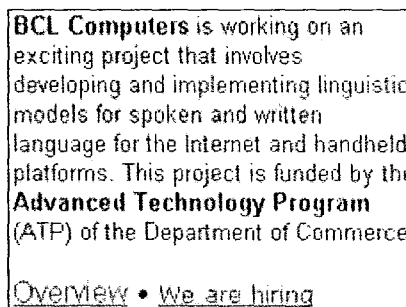 BCL Computers is working on an
exciting project that involves
developing and implementing linguistic
models for spoken and written
language for the Internet and handheld
platforms. This project is funded by the
Advanced Technology Program
(ATP) of the Department of Commerce
Overview • We are hiring